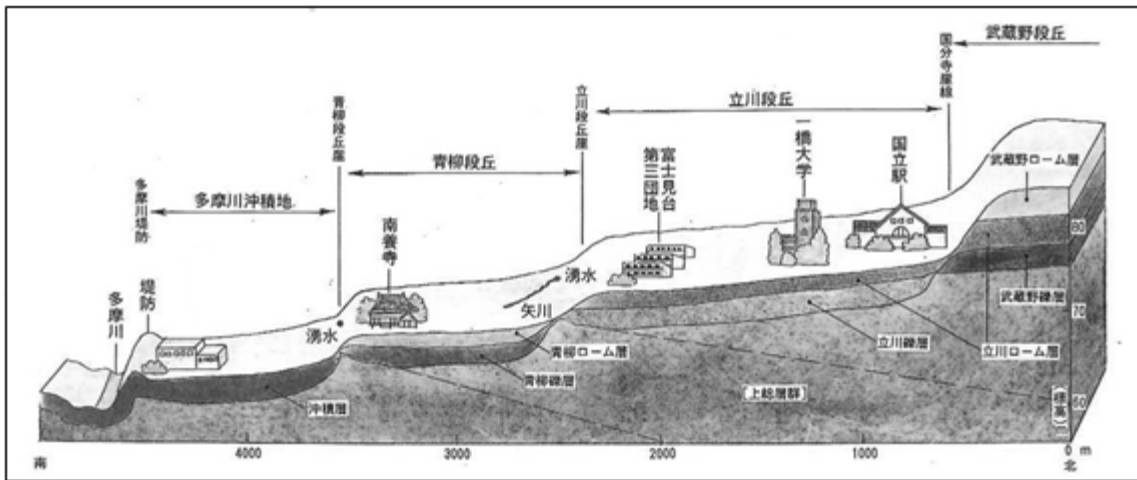 武蔵野段丘
国分寺崖線
立川段丘
立川段丘崖
青柳段丘
青柳段丘崖
多摩川沖積地
多摩川堤防
堤防
多摩川
南養寺
富士見台
第三団地
一橋大学
国立駅
湧水
矢川
湧水
武蔵野ローム層
80
武蔵野礫層
70
立川ローム層
立川礫層
青柳ローム層
青柳礫層
沖積層
〔上総層群〕
(標高)
60
南
4000
3000
2000
1000
0 m
北